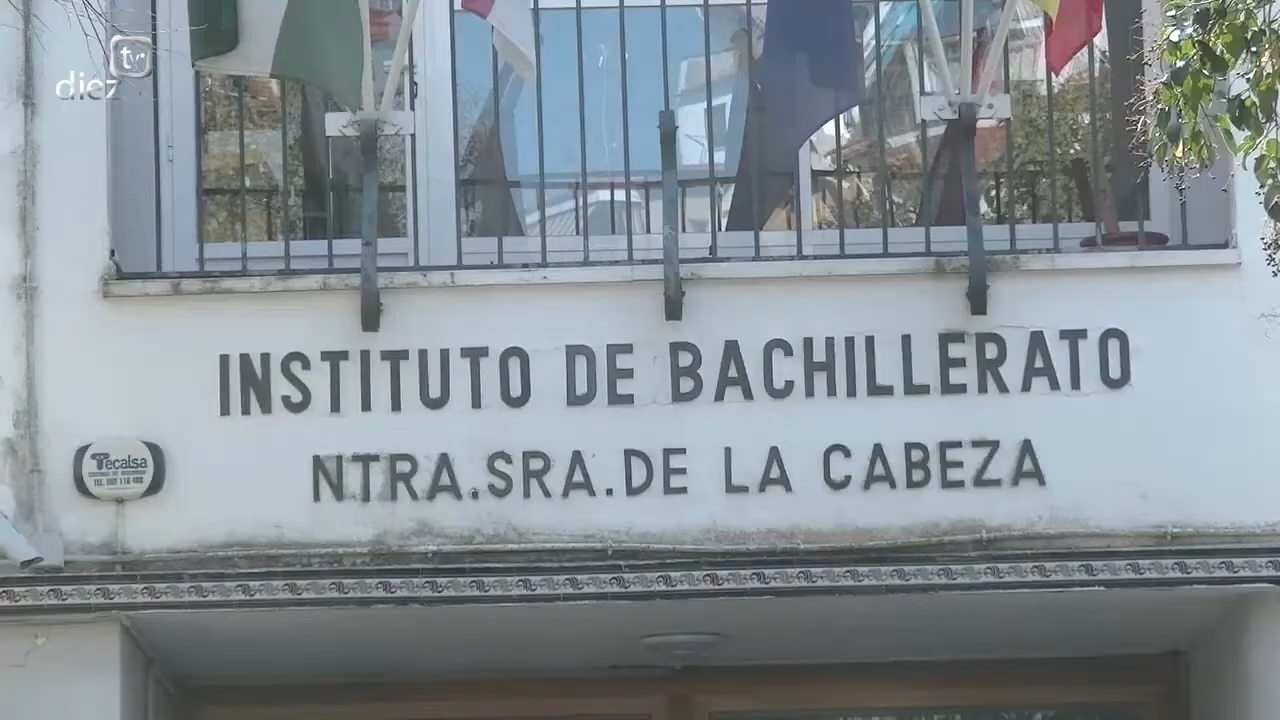 diez tv
INSTITUTO DE BACHILLERATO
NTRA.SRA.DE LA CABEZA
Tecalsa